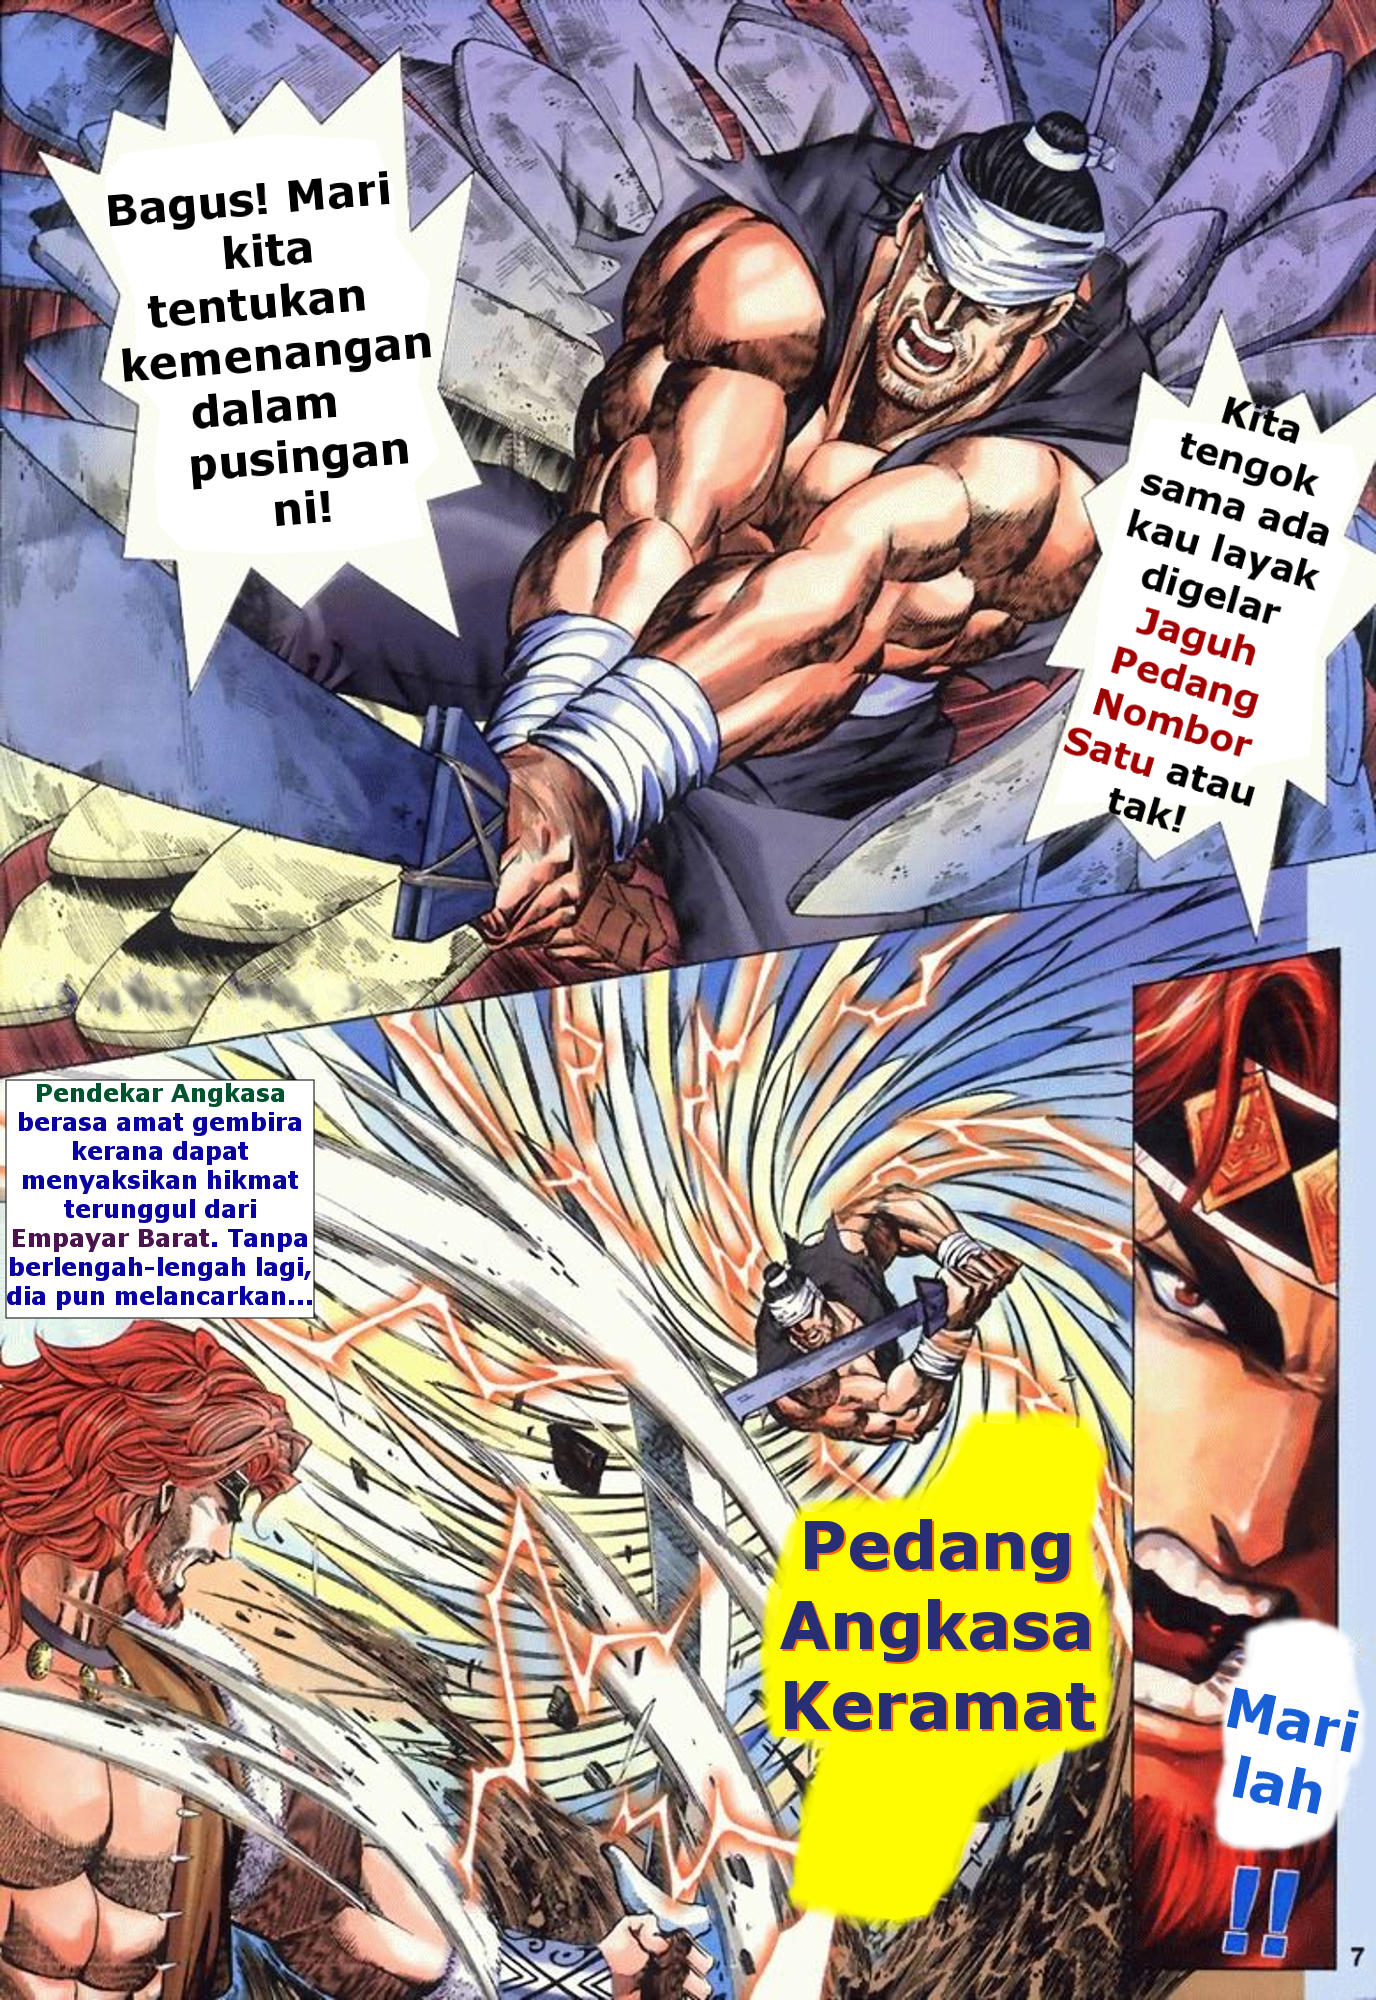 Bagus! Mari
kita
tentukan
kemenangan
dalam
pusingan
ni!
Kita
tengok
sama ada
kau layak
digelar
Jaguh
Pedang
Nombor
Satu atau
tak!
Pendekar Angkasa
berasa amat gembira
kerana dapat
menyaksikan hikmat
terunggul dari
Empayar Barat. Tanpa
berlengah-lengah lagi,
dia pun melancarkan...
Pedang
Angkasa
Keramat
Mari
lah
!!
7